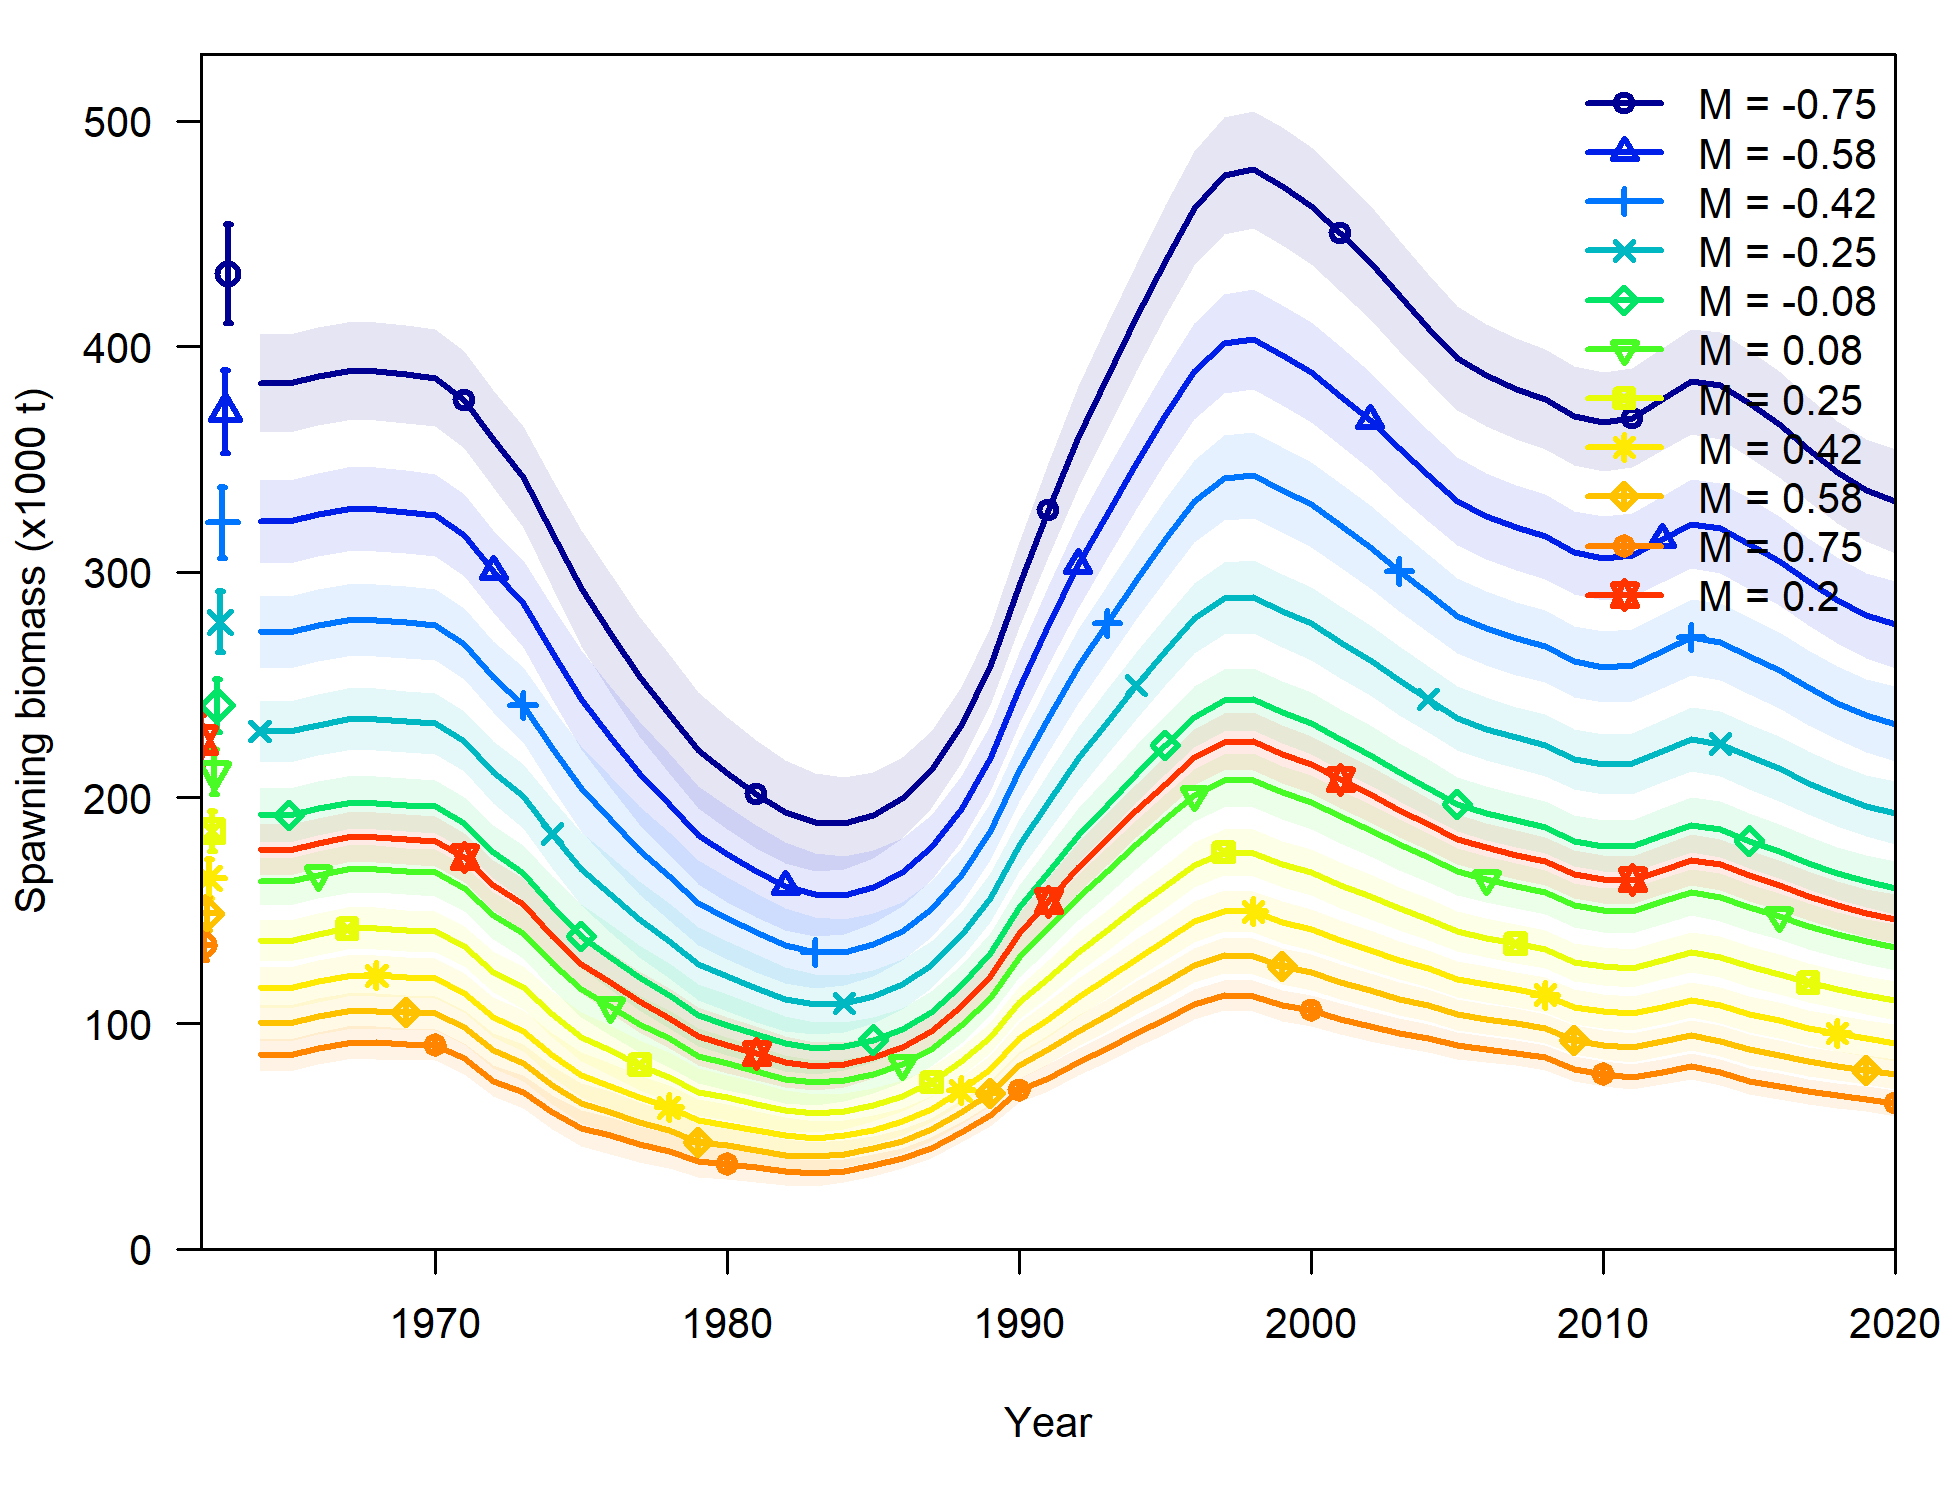 Spawning biomass (x1000 t)
500
400
300
200
100
0
M = -0.75
M = -0.58
M = -0.42
M = -0.25
M = -0.08
M = 0.08
M = 0.25
M = 0.42
M = 0.58
M = 0.75
M = 0.2
1970 1980 1990 2000 2010 2020
Year